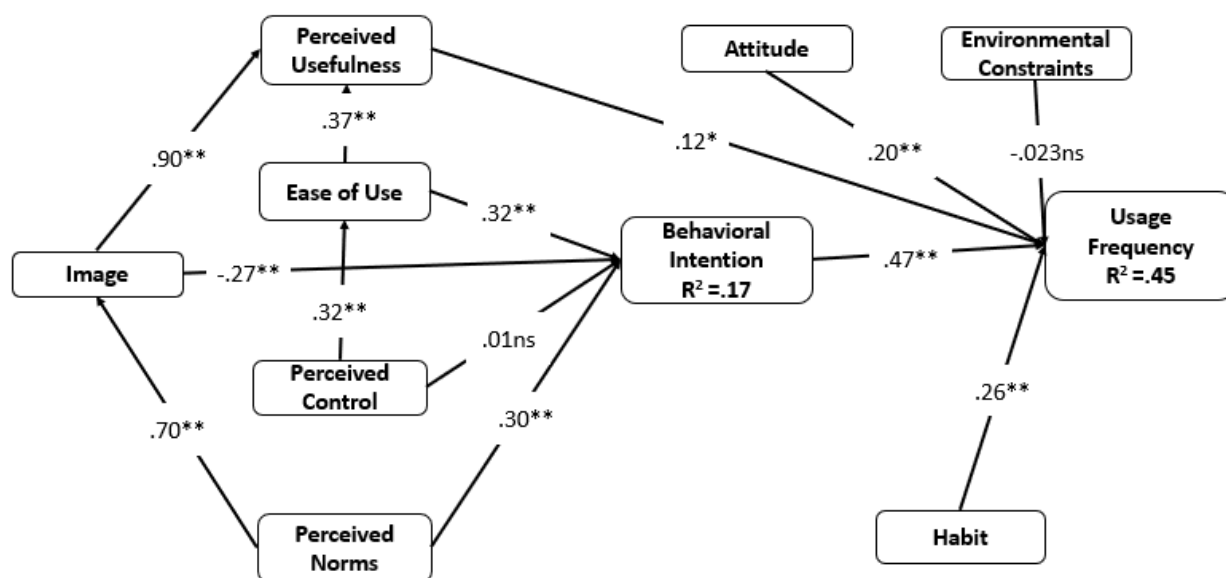 Perceived
Usefulness
Attitude
Environmental
Constraints
.37**
.12*
.90**
.20**
-.023ns
Ease of Use
.32**
Behavioral
Intention
R² =.17
Usage
Frequency
R² =.45
Image
-.27**
.47**
.32**
.01ns
Perceived
Control
.26**
.70**
.30**
Perceived
Norms
Habit